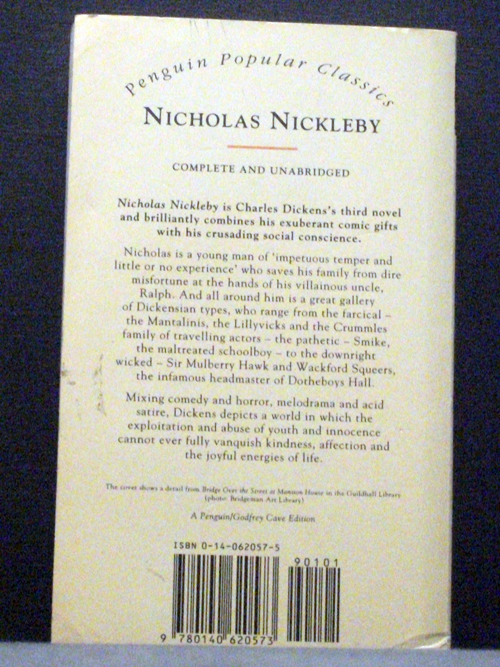 Penguin Popular Classics
NICHOLAS NICKLEBY
COMPLETE AND UNABRIDGED
Nicholas Nickleby is Charles Dickens's third novel
and brilliantly combines his exuberant comic gifts
with his crusading social conscience.
Nicholas is a young man of 'impetuous temper and
little or no experience' who saves his family from dire
misfortune at the hands of his villainous uncle,
Ralph. And all around him is a great gallery
of Dickensian types, who range from the farcical –
the Mantalinis, the Lillyvicks and the Crummles
family of travelling actors – the pathetic – Smike,
the maltreated schoolboy – to the downright
wicked – Sir Mulberry Hawk and Wackford Squeers,
the infamous headmaster of Dotheboys Hall.
Mixing comedy and horror, melodrama and acid
satire, Dickens depicts a world in which the
exploitation and abuse of youth and innocence
cannot ever fully vanquish kindness, affection and
the joyful energies of life.
The cover shows a detail from Bridge Over the Street at Mansion House in the Guildhall Library
(photo: Bridgeman Art Library)
A Penguin/Godfrey Cave Edition
ISBN 0-14-062057-5
90101
9 780140 620573